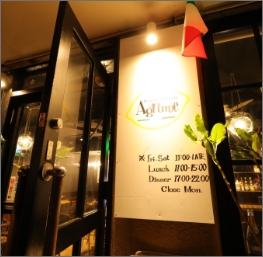 AgRume
※ Fri. Sat 17:00-LATE.
Lunch 11:00-15:00
Dinner 17:00-22:00
Close Mon.